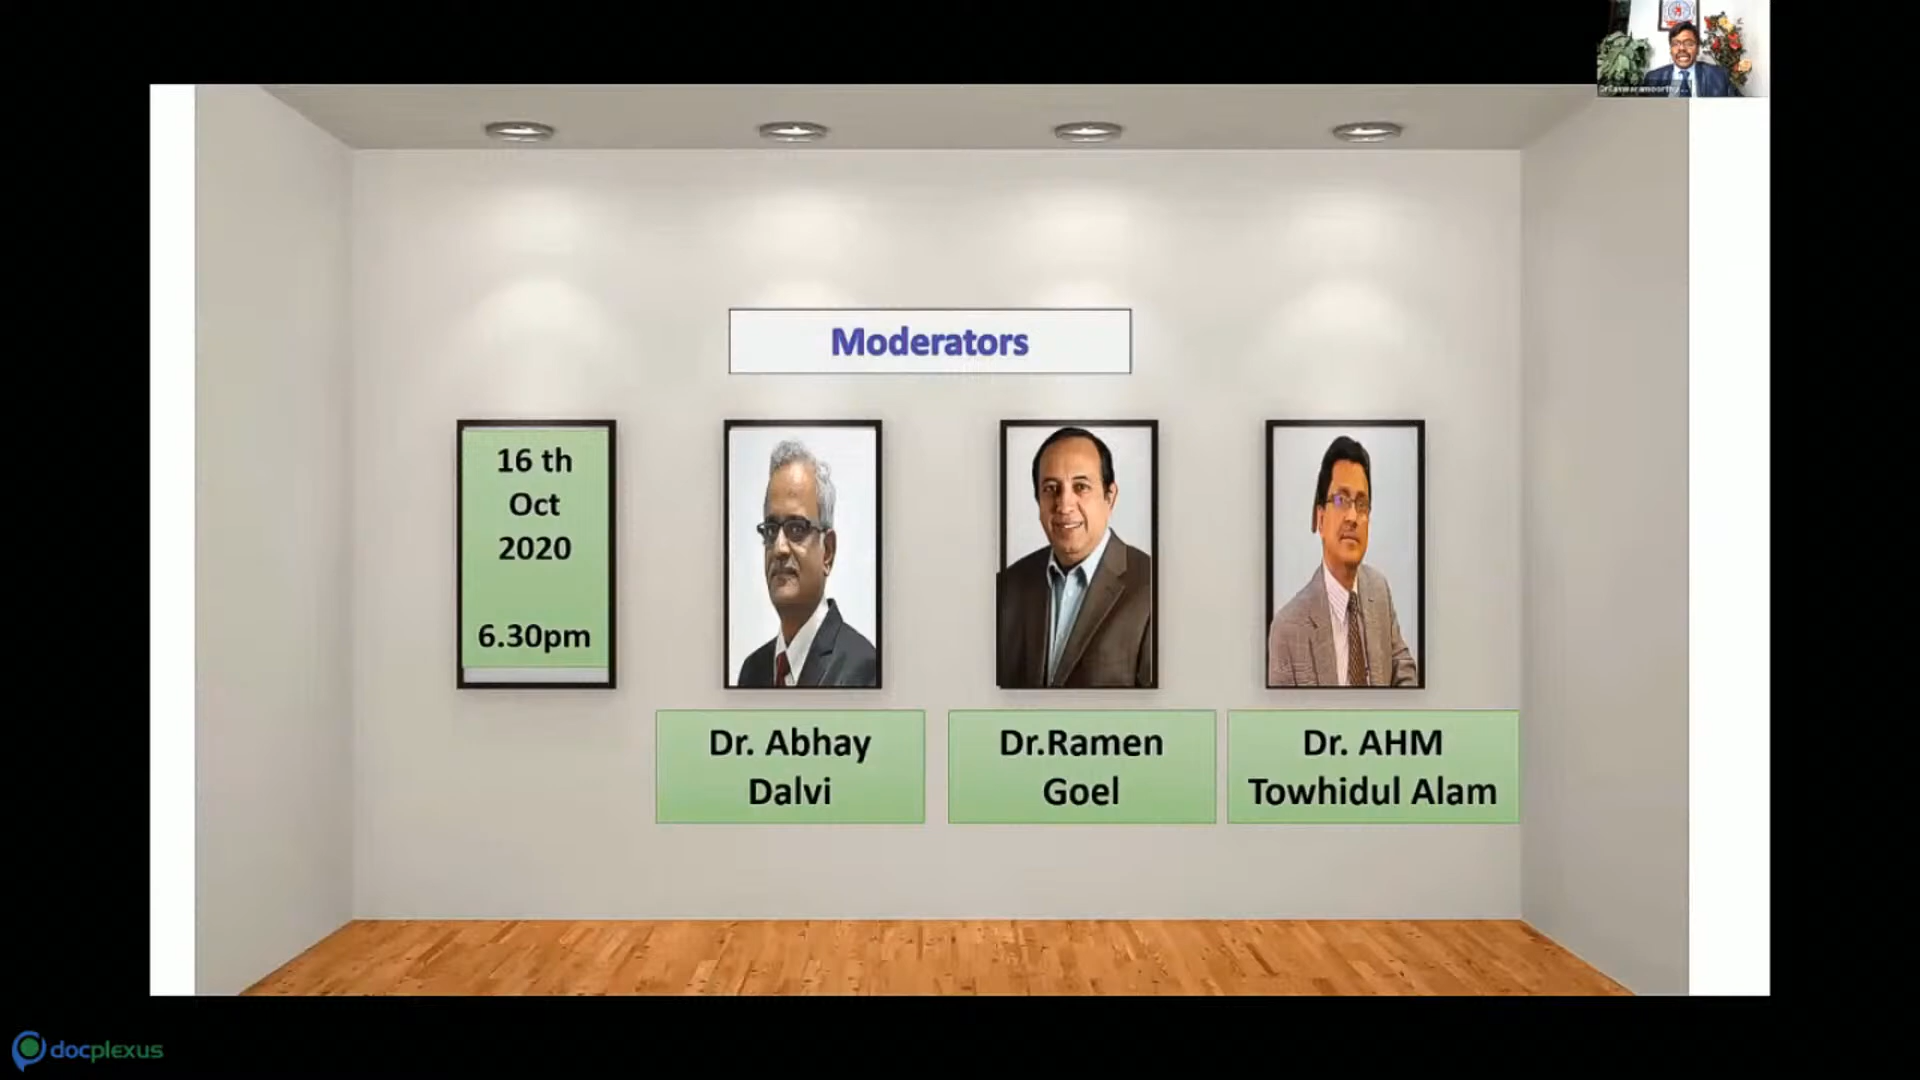 Moderators
16 th
Oct
2020
6.30pm
Dr. Abhay
Dalvi
Dr.Ramen
Goel
Dr. AHM
Towhidul Alam
docplexus